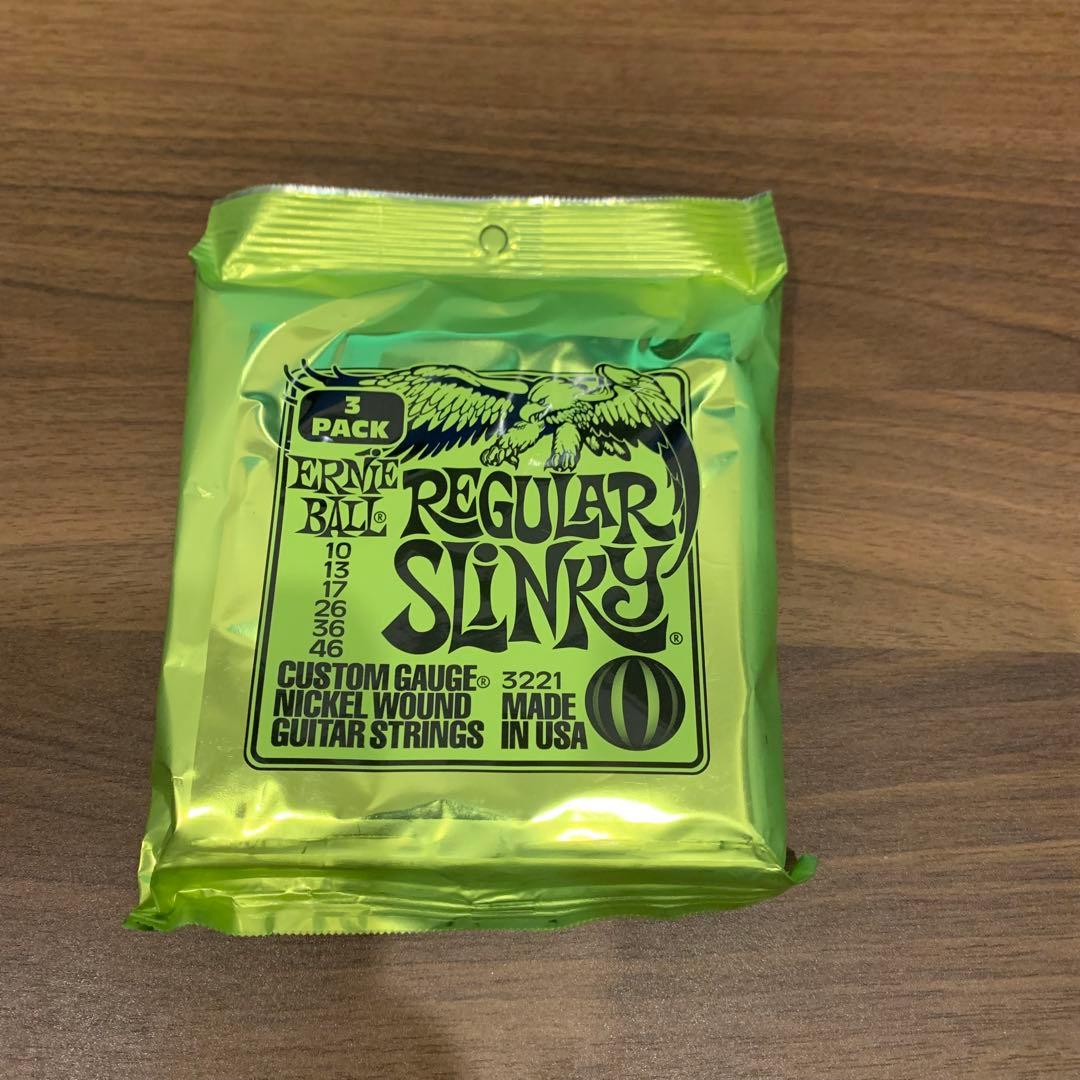 3
PACK
ERNiE
BALL®
10
13
17
26
36
46
REGULAR
SLiNKY®
CUSTOM GAUGE®
NICKEL WOUND
GUITAR STRINGS
3221
MADE
IN USA